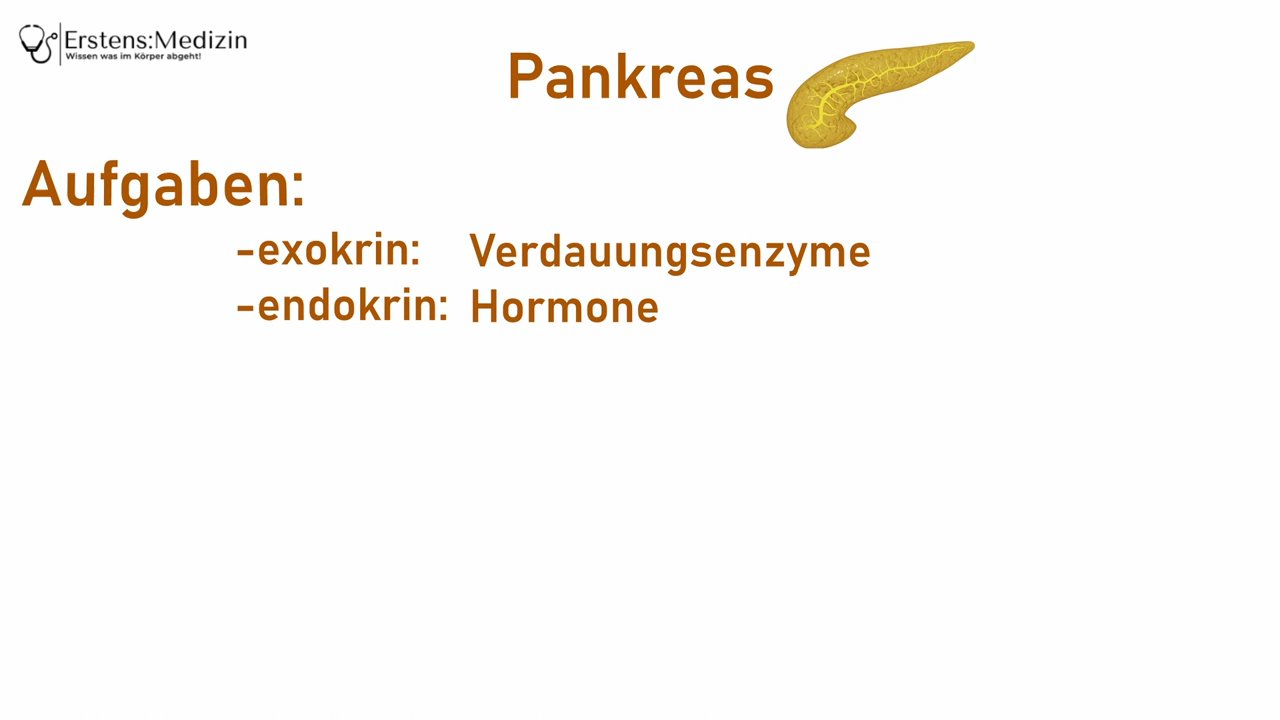 Erstens:Medizin
Wissen was im Körper abgeht!
Pankreas
Aufgaben:
-exokrin: Verdauungsenzyme
-endokrin: Hormone